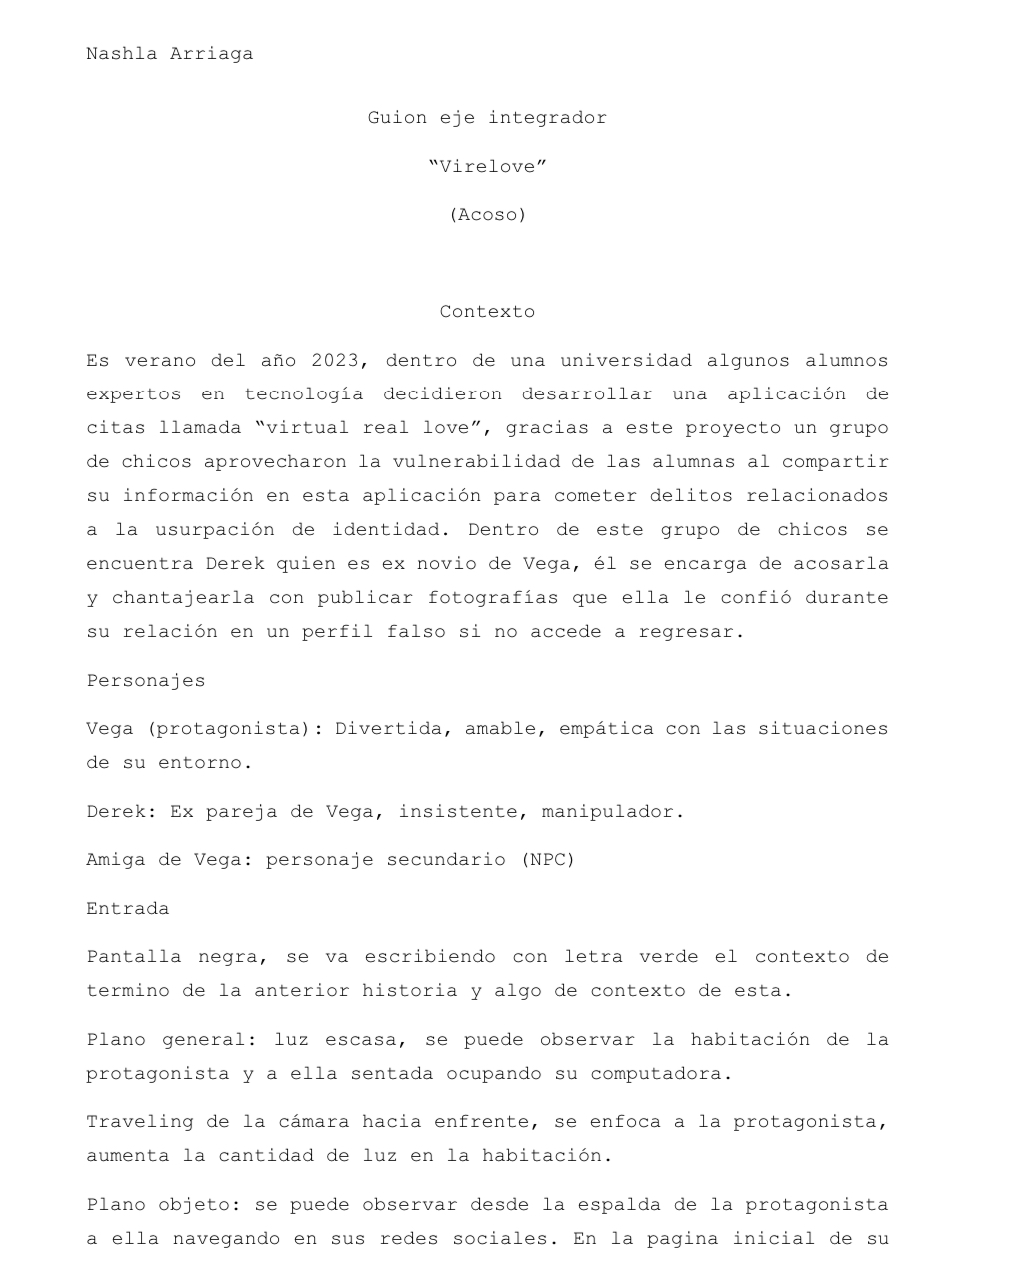 Nashla Arriaga
Guion eje integrador
“Virelove”
(Acoso)
Contexto
Es verano del año 2023, dentro de una universidad algunos alumnos
expertos en tecnología decidieron desarrollar una aplicación de
citas llamada “virtual real love”, gracias a este proyecto un grupo
de chicos aprovecharon la vulnerabilidad de las alumnas al compartir
su información en esta aplicación para cometer delitos relacionados
a la usurpación de identidad. Dentro de este grupo de chicos se
encuentra Derek quien es ex novio de Vega, él se encarga de acosarla
y chantajearla con publicar fotografías que ella le confió durante
su relación en un perfil falso si no accede a regresar.
Personajes
Vega (protagonista): Divertida, amable, empática con las situaciones
de su entorno.
Derek: Ex pareja de Vega, insistente, manipulador.
Amiga de Vega: personaje secundario (NPC)
Entrada
Pantalla negra, se va escribiendo con letra verde el contexto de
termino de la anterior historia y algo de contexto de esta.
Plano general: luz escasa, se puede observar la habitación de la
protagonista y a ella sentada ocupando su computadora.
Traveling de la cámara hacia enfrente, se enfoca a la protagonista,
aumenta la cantidad de luz en la habitación.
Plano objeto: se puede observar desde la espalda de la protagonista
a ella navegando en sus redes sociales. En la pagina inicial de su